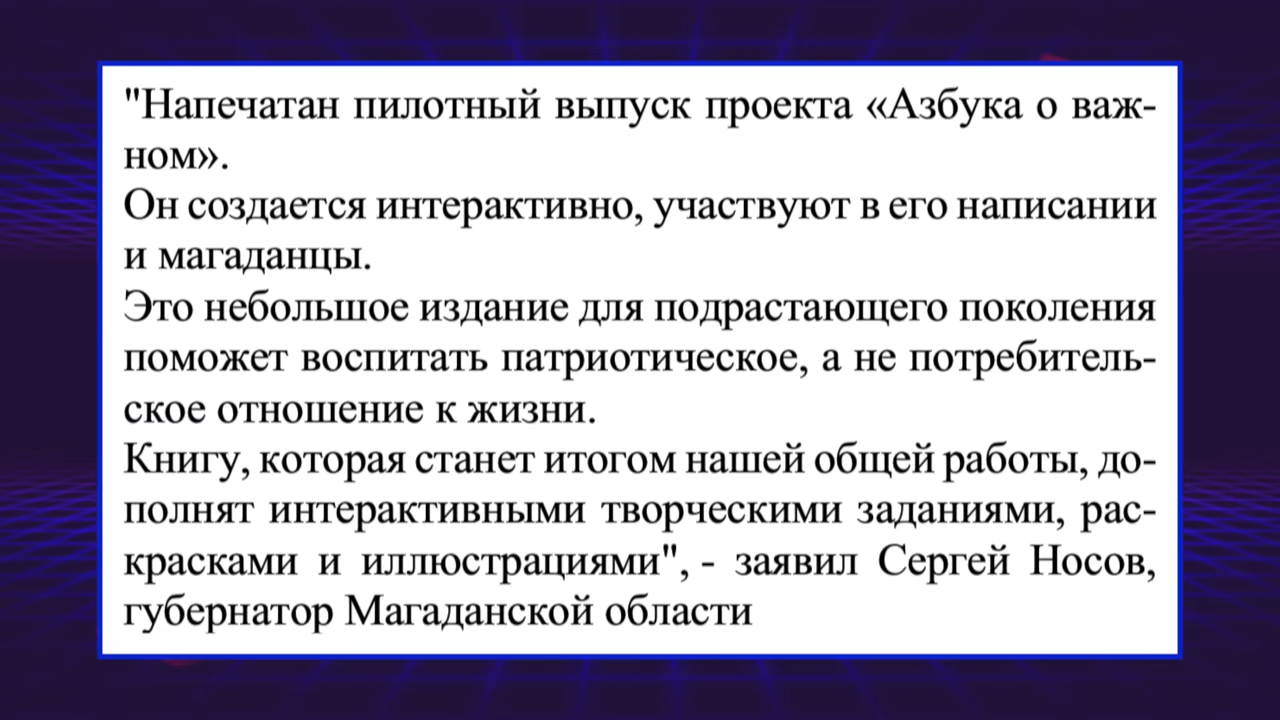 "Напечатан пилотный выпуск проекта «Азбука о важ-
ном».
Он создается интерактивно, участвуют в его написании
и магаданцы.
Это небольшое издание для подрастающего поколения
поможет воспитать патриотическое, а не потребитель-
ское отношение к жизни.
Книгу, которая станет итогом нашей общей работы, до-
полнят интерактивными творческими заданиями, рас-
красками и иллюстрациями", - заявил Сергей Носов,
губернатор Магаданской области